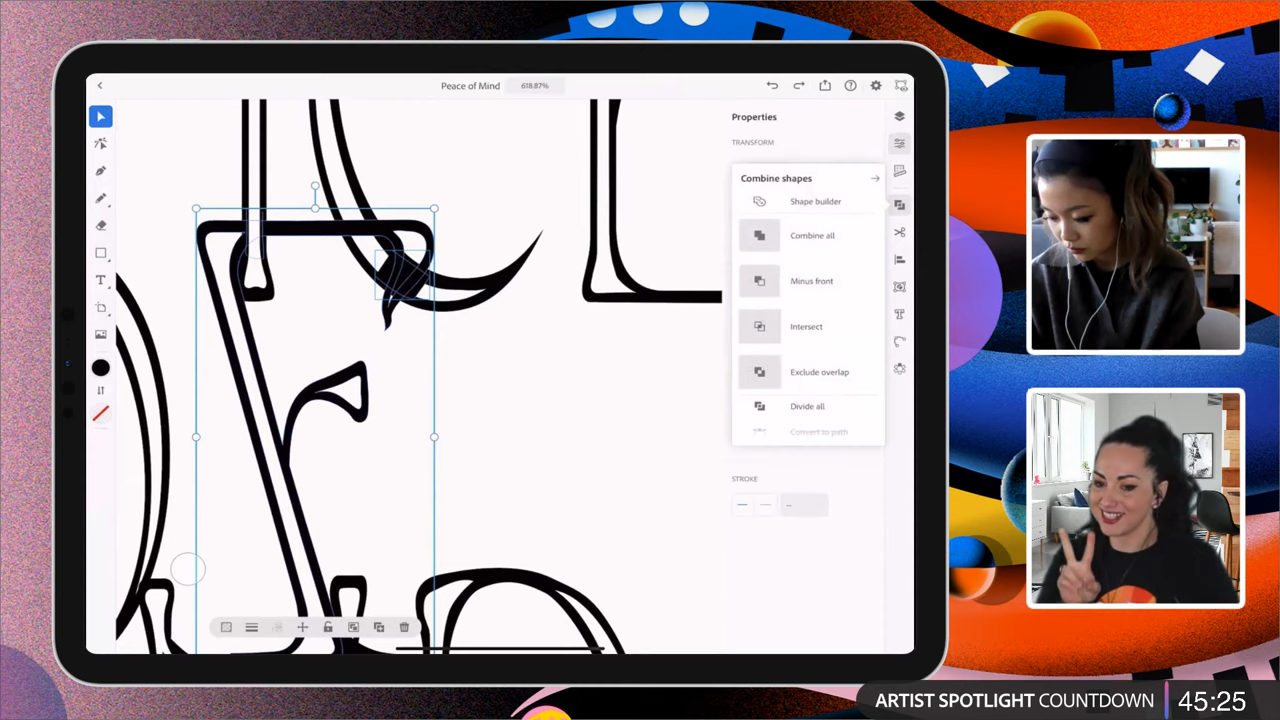 Peace of Mind 618.87%
Properties
TRANSFORM
Combine shapes
Shape builder
Combine all
Minus front
Intersect
Exclude overlap
Divide all
Convert to path
STROKE
ARTIST SPOTLIGHT COUNTDOWN 45:25